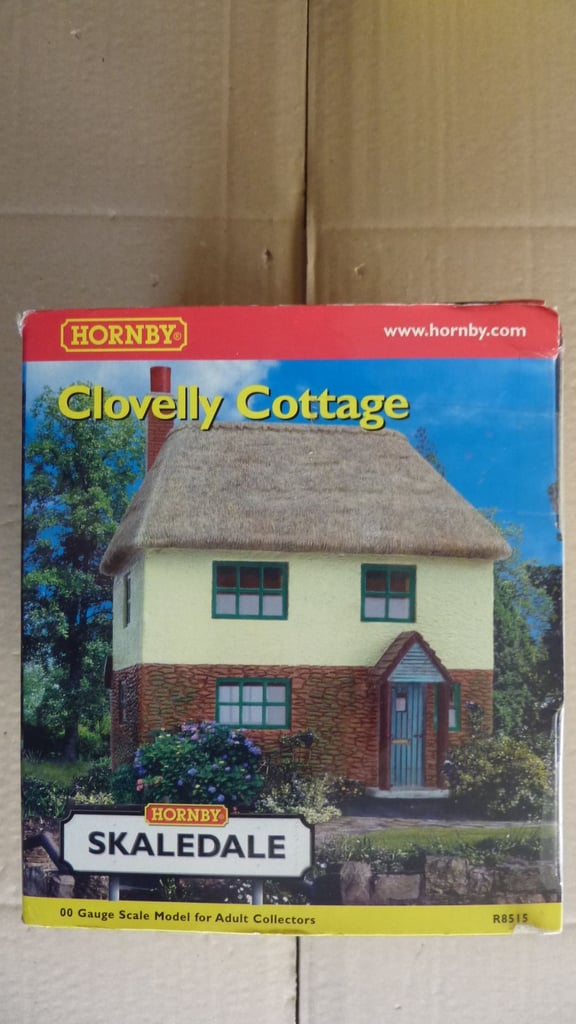 HORNBY®
www.hornby.com
Clovelly Cottage
HORNBY®
SKALEDALE
00 Gauge Scale Model for Adult Collectors
R8515